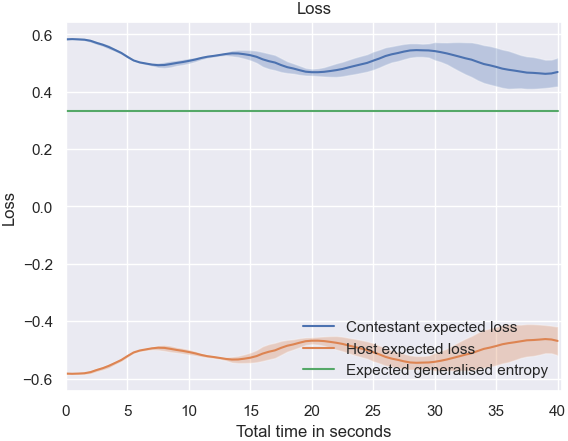 Loss
0.6
0.4
0.2
0.0
−0.2
−0.4
−0.6
Loss
Contestant expected loss
Host expected loss
Expected generalised entropy
0 5 10 15 20 25 30 35 40
Total time in seconds